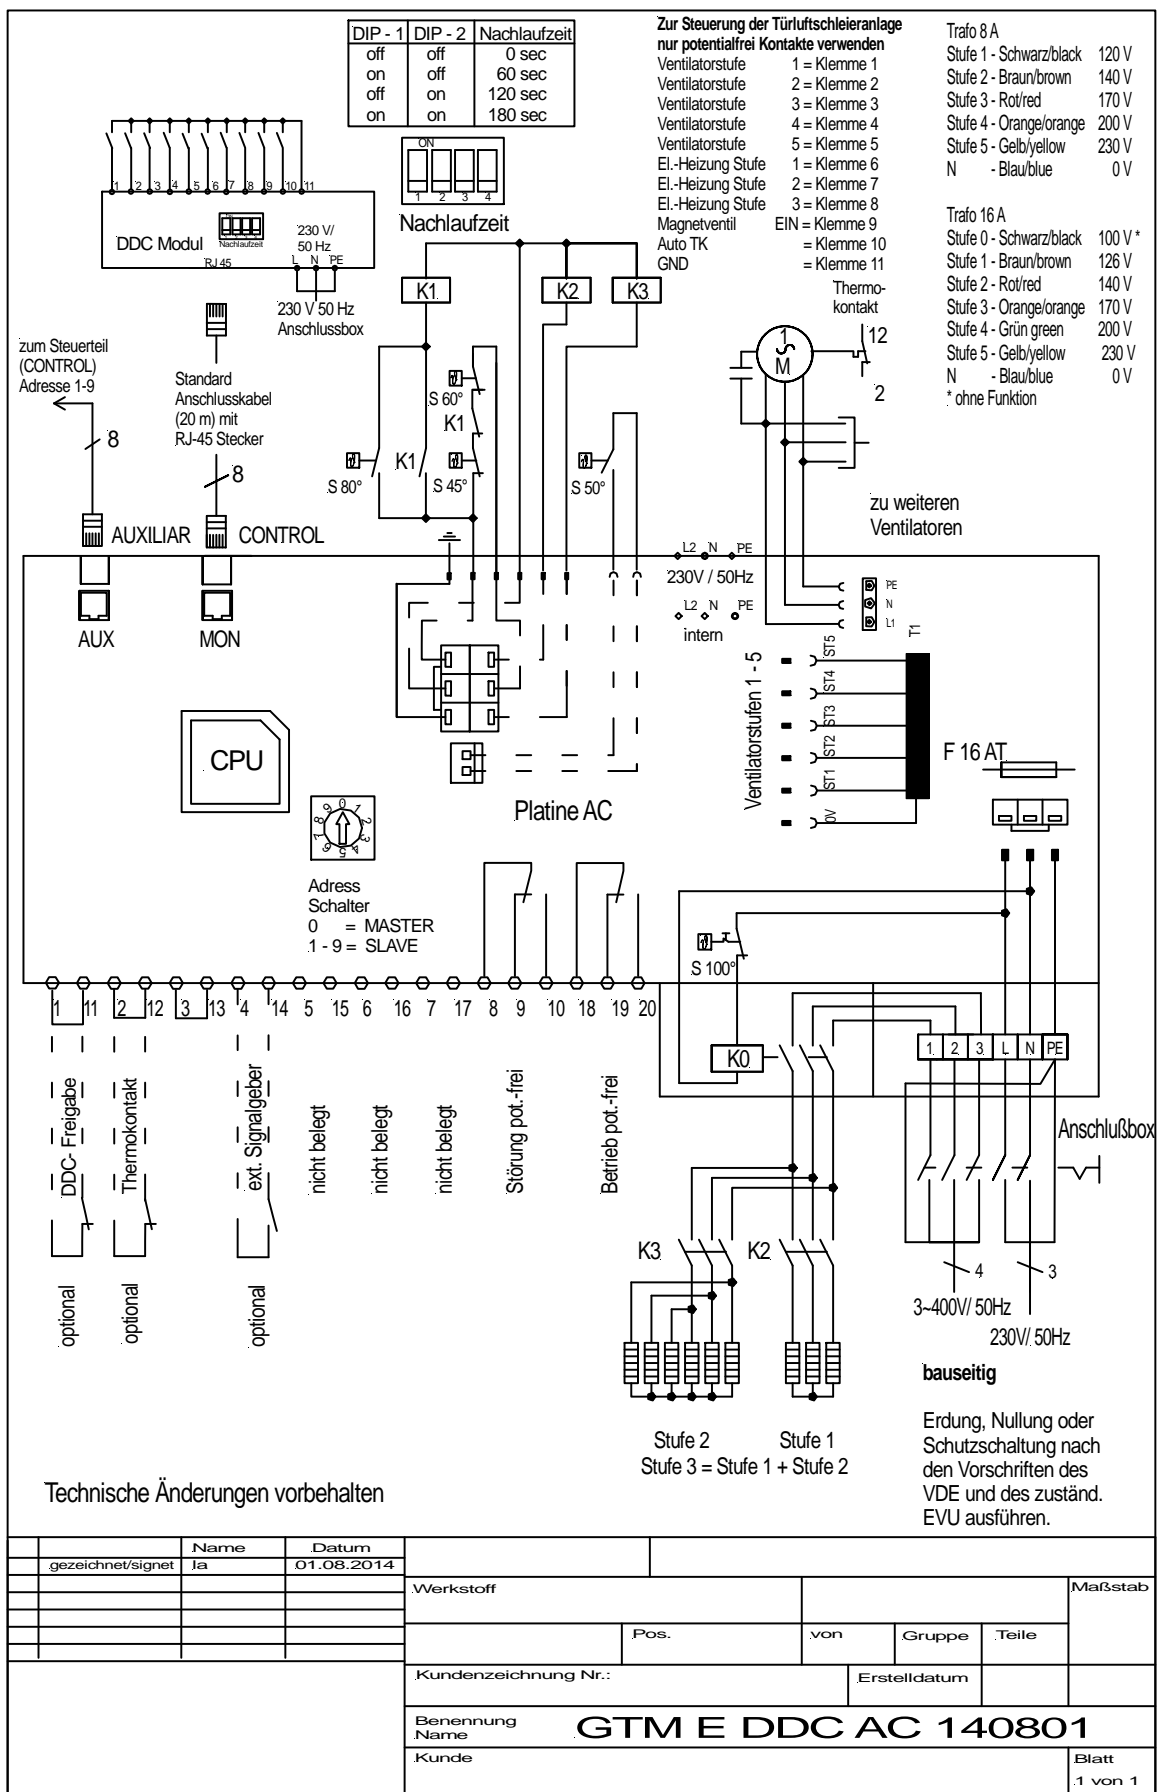 DIP - 1 DIP - 2 Nachlaufzeit
off off 0 sec
on off 60 sec
off on 120 sec
on on 180 sec
ON
1 2 3 4
Nachlaufzeit
Zur Steuerung der Türluftschleieranlage
nur potentialfrei Kontakte verwenden
Ventilatorstufe 1 = Klemme 1
Ventilatorstufe 2 = Klemme 2
Ventilatorstufe 3 = Klemme 3
Ventilatorstufe 4 = Klemme 4
Ventilatorstufe 5 = Klemme 5
El.-Heizung Stufe 1 = Klemme 6
El.-Heizung Stufe 2 = Klemme 7
El.-Heizung Stufe 3 = Klemme 8
Magnetventil EIN = Klemme 9
Auto TK = Klemme 10
GND = Klemme 11
Trafo 8 A
Stufe 1 - Schwarz/black 120 V
Stufe 2 - Braun/brown 140 V
Stufe 3 - Rot/red 170 V
Stufe 4 - Orange/orange 200 V
Stufe 5 - Gelb/yellow 230 V
N - Blau/blue 0 V
Trafo 16 A
Stufe 0 - Schwarz/black 100 V *
Stufe 1 - Braun/brown 126 V
Stufe 2 - Rot/red 140 V
Stufe 3 - Orange/orange 170 V
Stufe 4 - Grün green 200 V
Stufe 5 - Gelb/yellow 230 V
N - Blau/blue 0 V
* ohne Funktion
1 2 3 4 5 6 7 8 9 10 11
DDC Modul
Nachlaufzeit
230 V/
50 Hz
RJ 45
L N PE
230 V 50 Hz
Anschlussbox
zum Steuerteil
(CONTROL)
Adresse 1-9
8
Standard
Anschlusskabel
(20 m) mit
RJ-45 Stecker
8
AUXILIAR
CONTROL
AUX
MON
K1
K2
K3
S 60°
K1
S 80°
K1
S 45°
S 50°
Thermo-
kontakt
1
M
12
2
zu weiteren
Ventilatoren
L2 N PE
230V / 50Hz
L2 N PE
intern
PE
N
L1
T1
Ventilatorstufen 1 - 5
ST5
ST4
ST3
ST2
ST1
0V
F 16 AT
CPU
Platine AC
0 1 2 3 4 5 6 7 8 9
Adress
Schalter
0 = MASTER
1 - 9 = SLAVE
S 100°
1 11 2 12 3 13 4 14 5 15 6 16 7 17 8 9 10 18 19 20
K0
1 2 3 L N PE
DDC- Freigabe
Thermokontakt
ext. Signalgeber
nicht belegt
nicht belegt
nicht belegt
Störung pot.-frei
Betrieb pot.-frei
optional
optional
optional
Anschlußbox
K3
K2
4
3
3~400V/ 50Hz
230V/ 50Hz
bauseitig
Erdung, Nullung oder
Schutzschaltung nach
den Vorschriften des
VDE und des zuständ.
EVU ausführen.
Stufe 2 Stufe 1
Stufe 3 = Stufe 1 + Stufe 2
Technische Änderungen vorbehalten
Name Datum
gezeichnet/signet la 01.08.2014
Werkstoff
Maßstab
Pos. von Gruppe Teile
Kundenzeichnung Nr.: Erstelldatum
Benennung
Name
GTM E DDC AC 140801
Kunde
Blatt
1 von 1